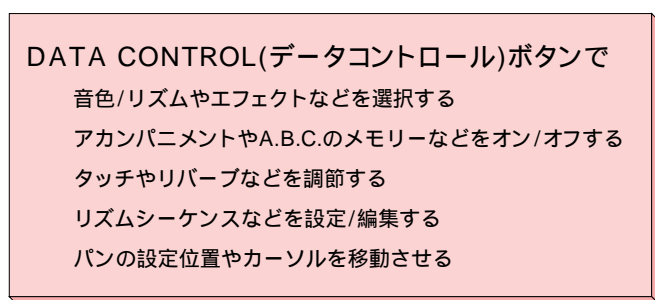 DATA CONTROL(データコントロール)ボタンで
音色/リズムやエフェクトなどを選択する
アカンパニメントやA.B.C.のメモリーなどをオン/オフする
タッチやリバーブなどを調節する
リズムシーケンスなどを設定/編集する
パンの設定位置やカーソルを移動させる